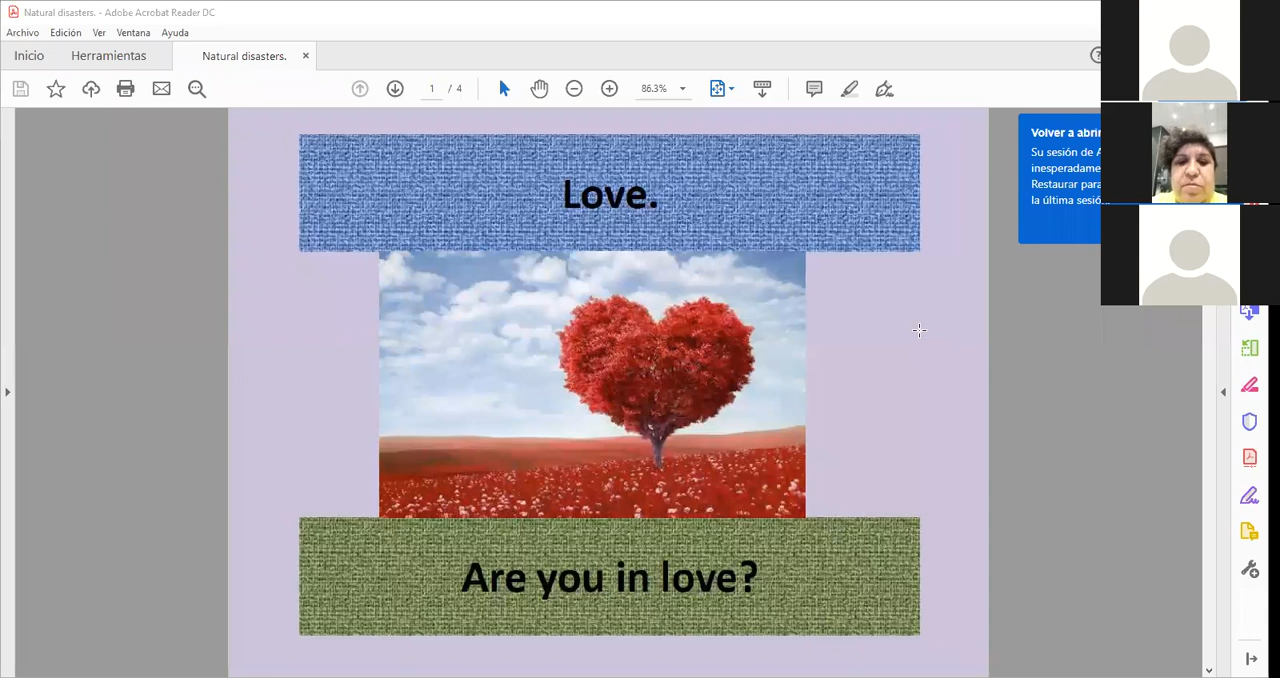 Natural disasters. - Adobe Acrobat Reader DC
Archivo Edición Ver Ventana Ayuda
Inicio Herramientas Natural disasters. ×
1 / 4 86.3%
Volver a abrir
Su sesión de A
inesperadame
Restaurar para
la última sesió
Love.
Are you in love?